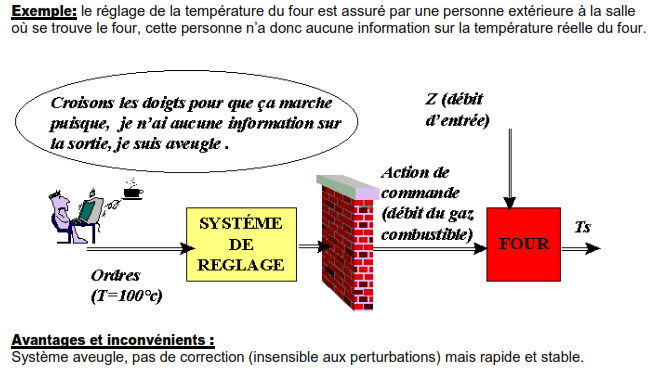 Exemple: le réglage de la température du four est assuré par une personne extérieure à la salle
où se trouve le four, cette personne n'a donc aucune information sur la température réelle du four.
Croisons les doigts pour que ça marche
puisque, je n'ai aucune information sur
la sortie, je suis aveugle .
Z (débit
d'entrée)
Action de
commande
(débit du gaz
combustible)
SYSTÉME
DE
REGLAGE
FOUR
Ts
Ordres
(T=100°c)
Avantages et inconvénients :
Système aveugle, pas de correction (insensible aux perturbations) mais rapide et stable.